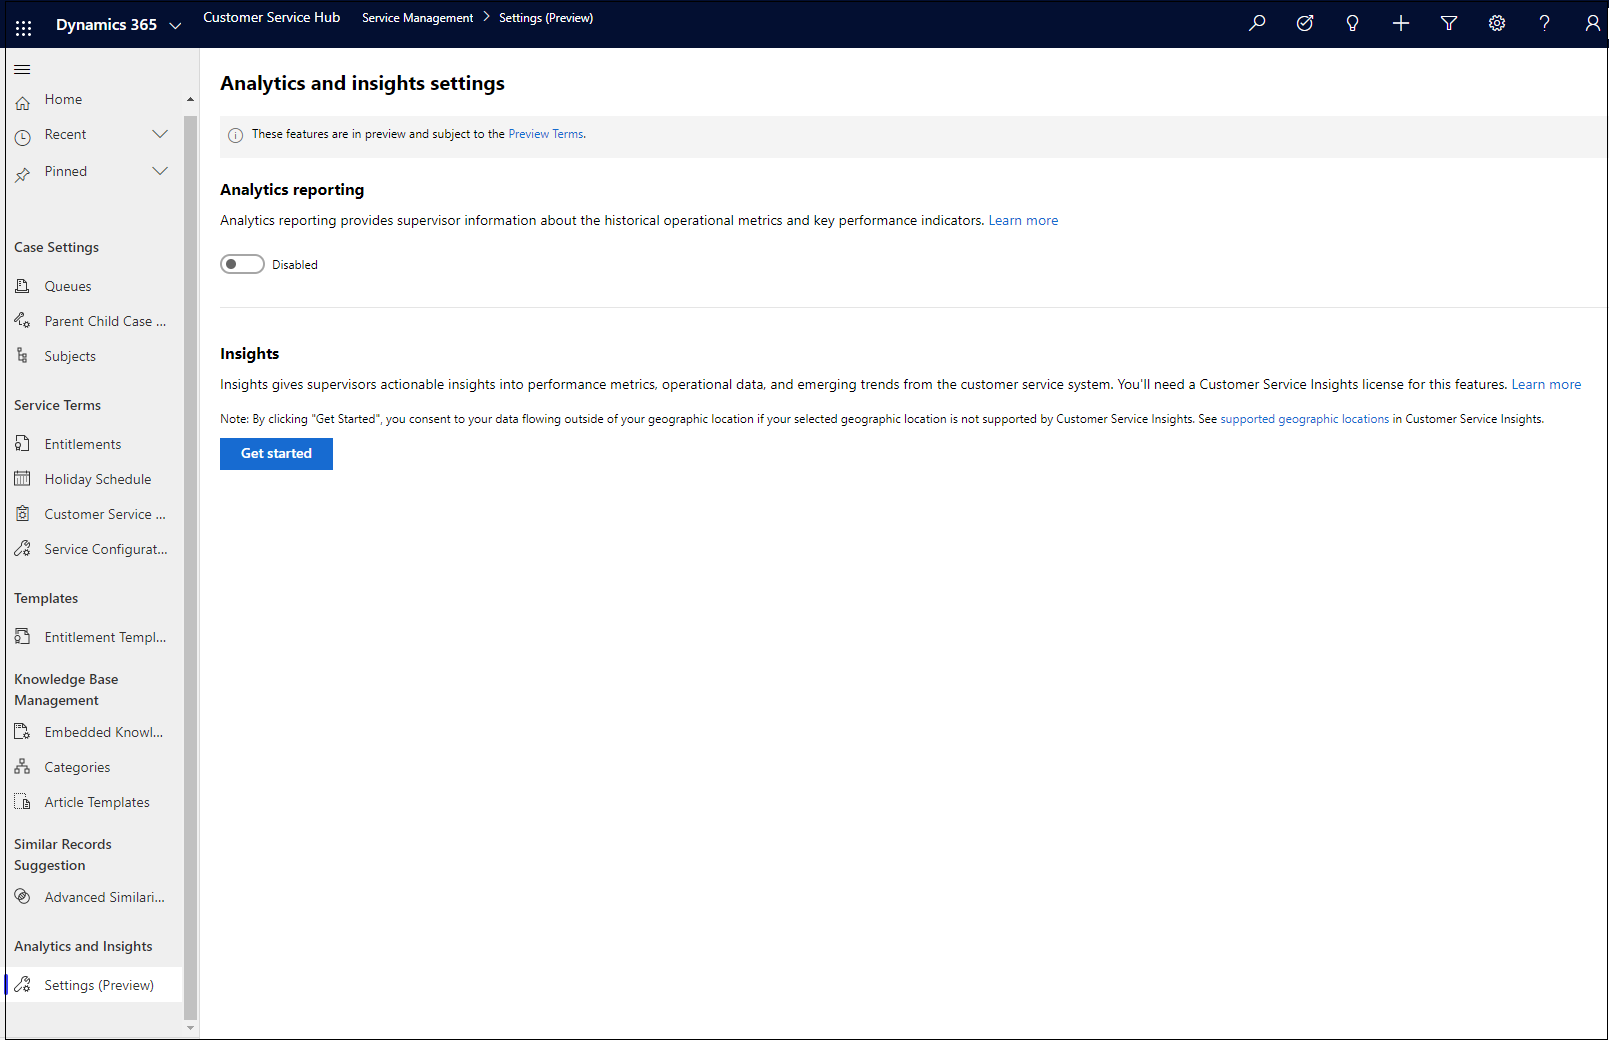 Dynamics 365
Customer Service Hub
Service Management > Settings (Preview)
Home
Recent
Pinned
Case Settings
Queues
Parent Child Case ...
Subjects
Service Terms
Entitlements
Holiday Schedule
Customer Service ...
Service Configurat...
Templates
Entitlement Templ...
Knowledge Base
Management
Embedded Knowl...
Categories
Article Templates
Similar Records
Suggestion
Advanced Similari...
Analytics and Insights
Settings (Preview)
Analytics and insights settings
These features are in preview and subject to the Preview Terms.
Analytics reporting
Analytics reporting provides supervisor information about the historical operational metrics and key performance indicators. Learn more
Disabled
Insights
Insights gives supervisors actionable insights into performance metrics, operational data, and emerging trends from the customer service system. You'll need a Customer Service Insights license for this features. Learn more
Note: By clicking "Get Started", you consent to your data flowing outside of your geographic location if your selected geographic location is not supported by Customer Service Insights. See supported geographic locations in Customer Service Insights.
Get started